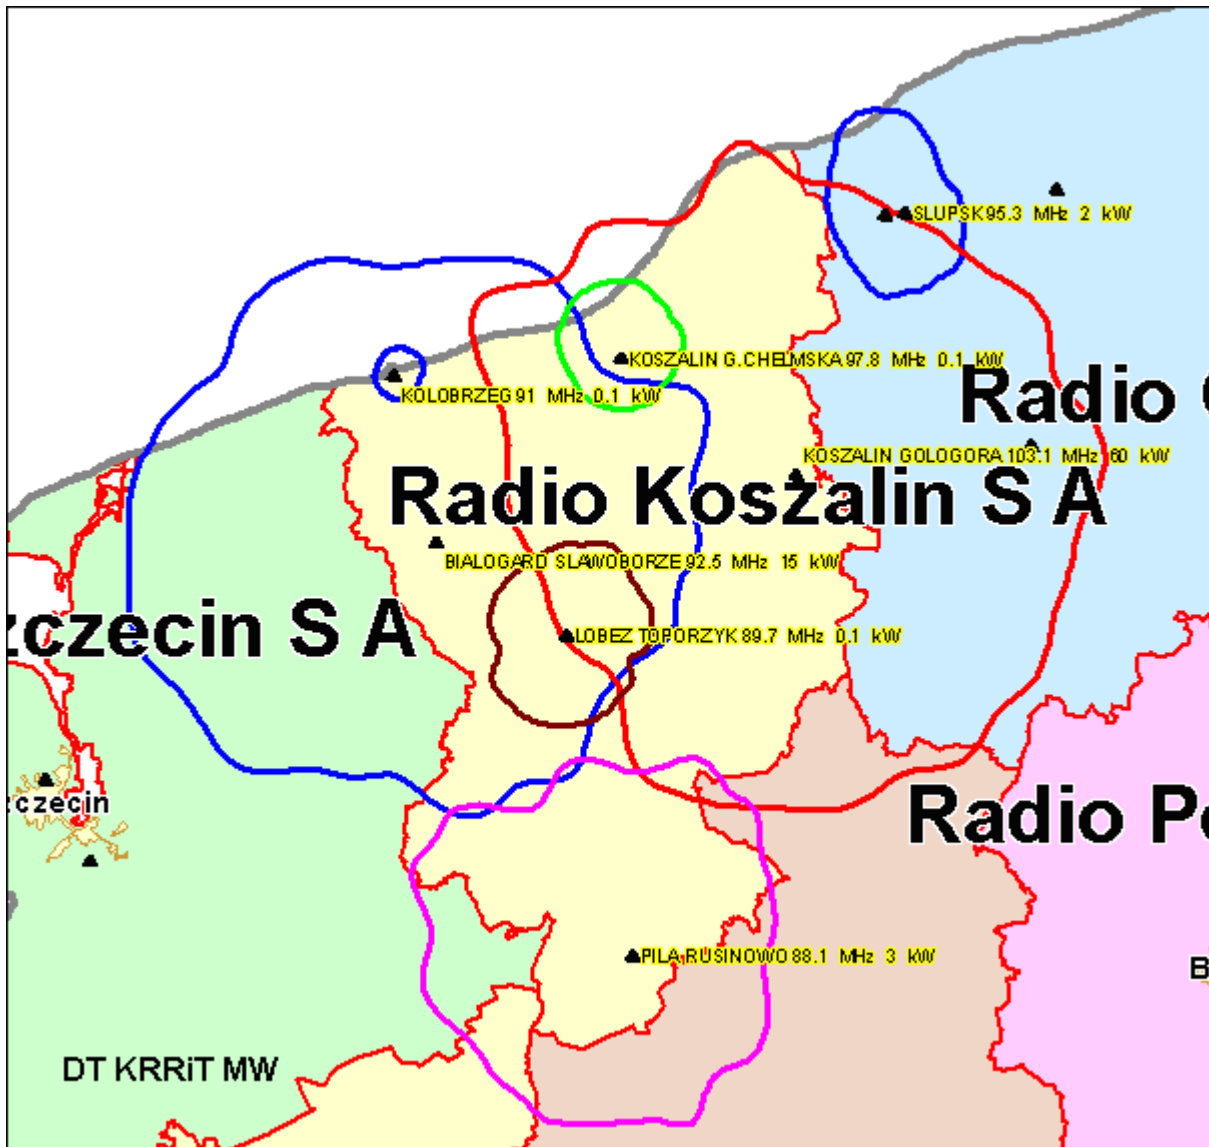 SLUPSK 95.3 MHz 2 kW
KOSZALIN G.CHELMSKA 97.8 MHz 0.1 kW
KOLOBRZEG 91 MHz 0.1 kW
Radio
KOSZALIN GOLOGORA 103.1 MHz 60 kW
Radio Koszalin S A
BIALOGARD SLAWOBORZE 92.5 MHz 15 kW
zczecin S A
LOBEZ TOPORZYK 89.7 MHz 0.1 kW
zczecin
Radio Po
PILA RUSINOWO 88.1 MHz 3 kW
B
DT KRRiT MW